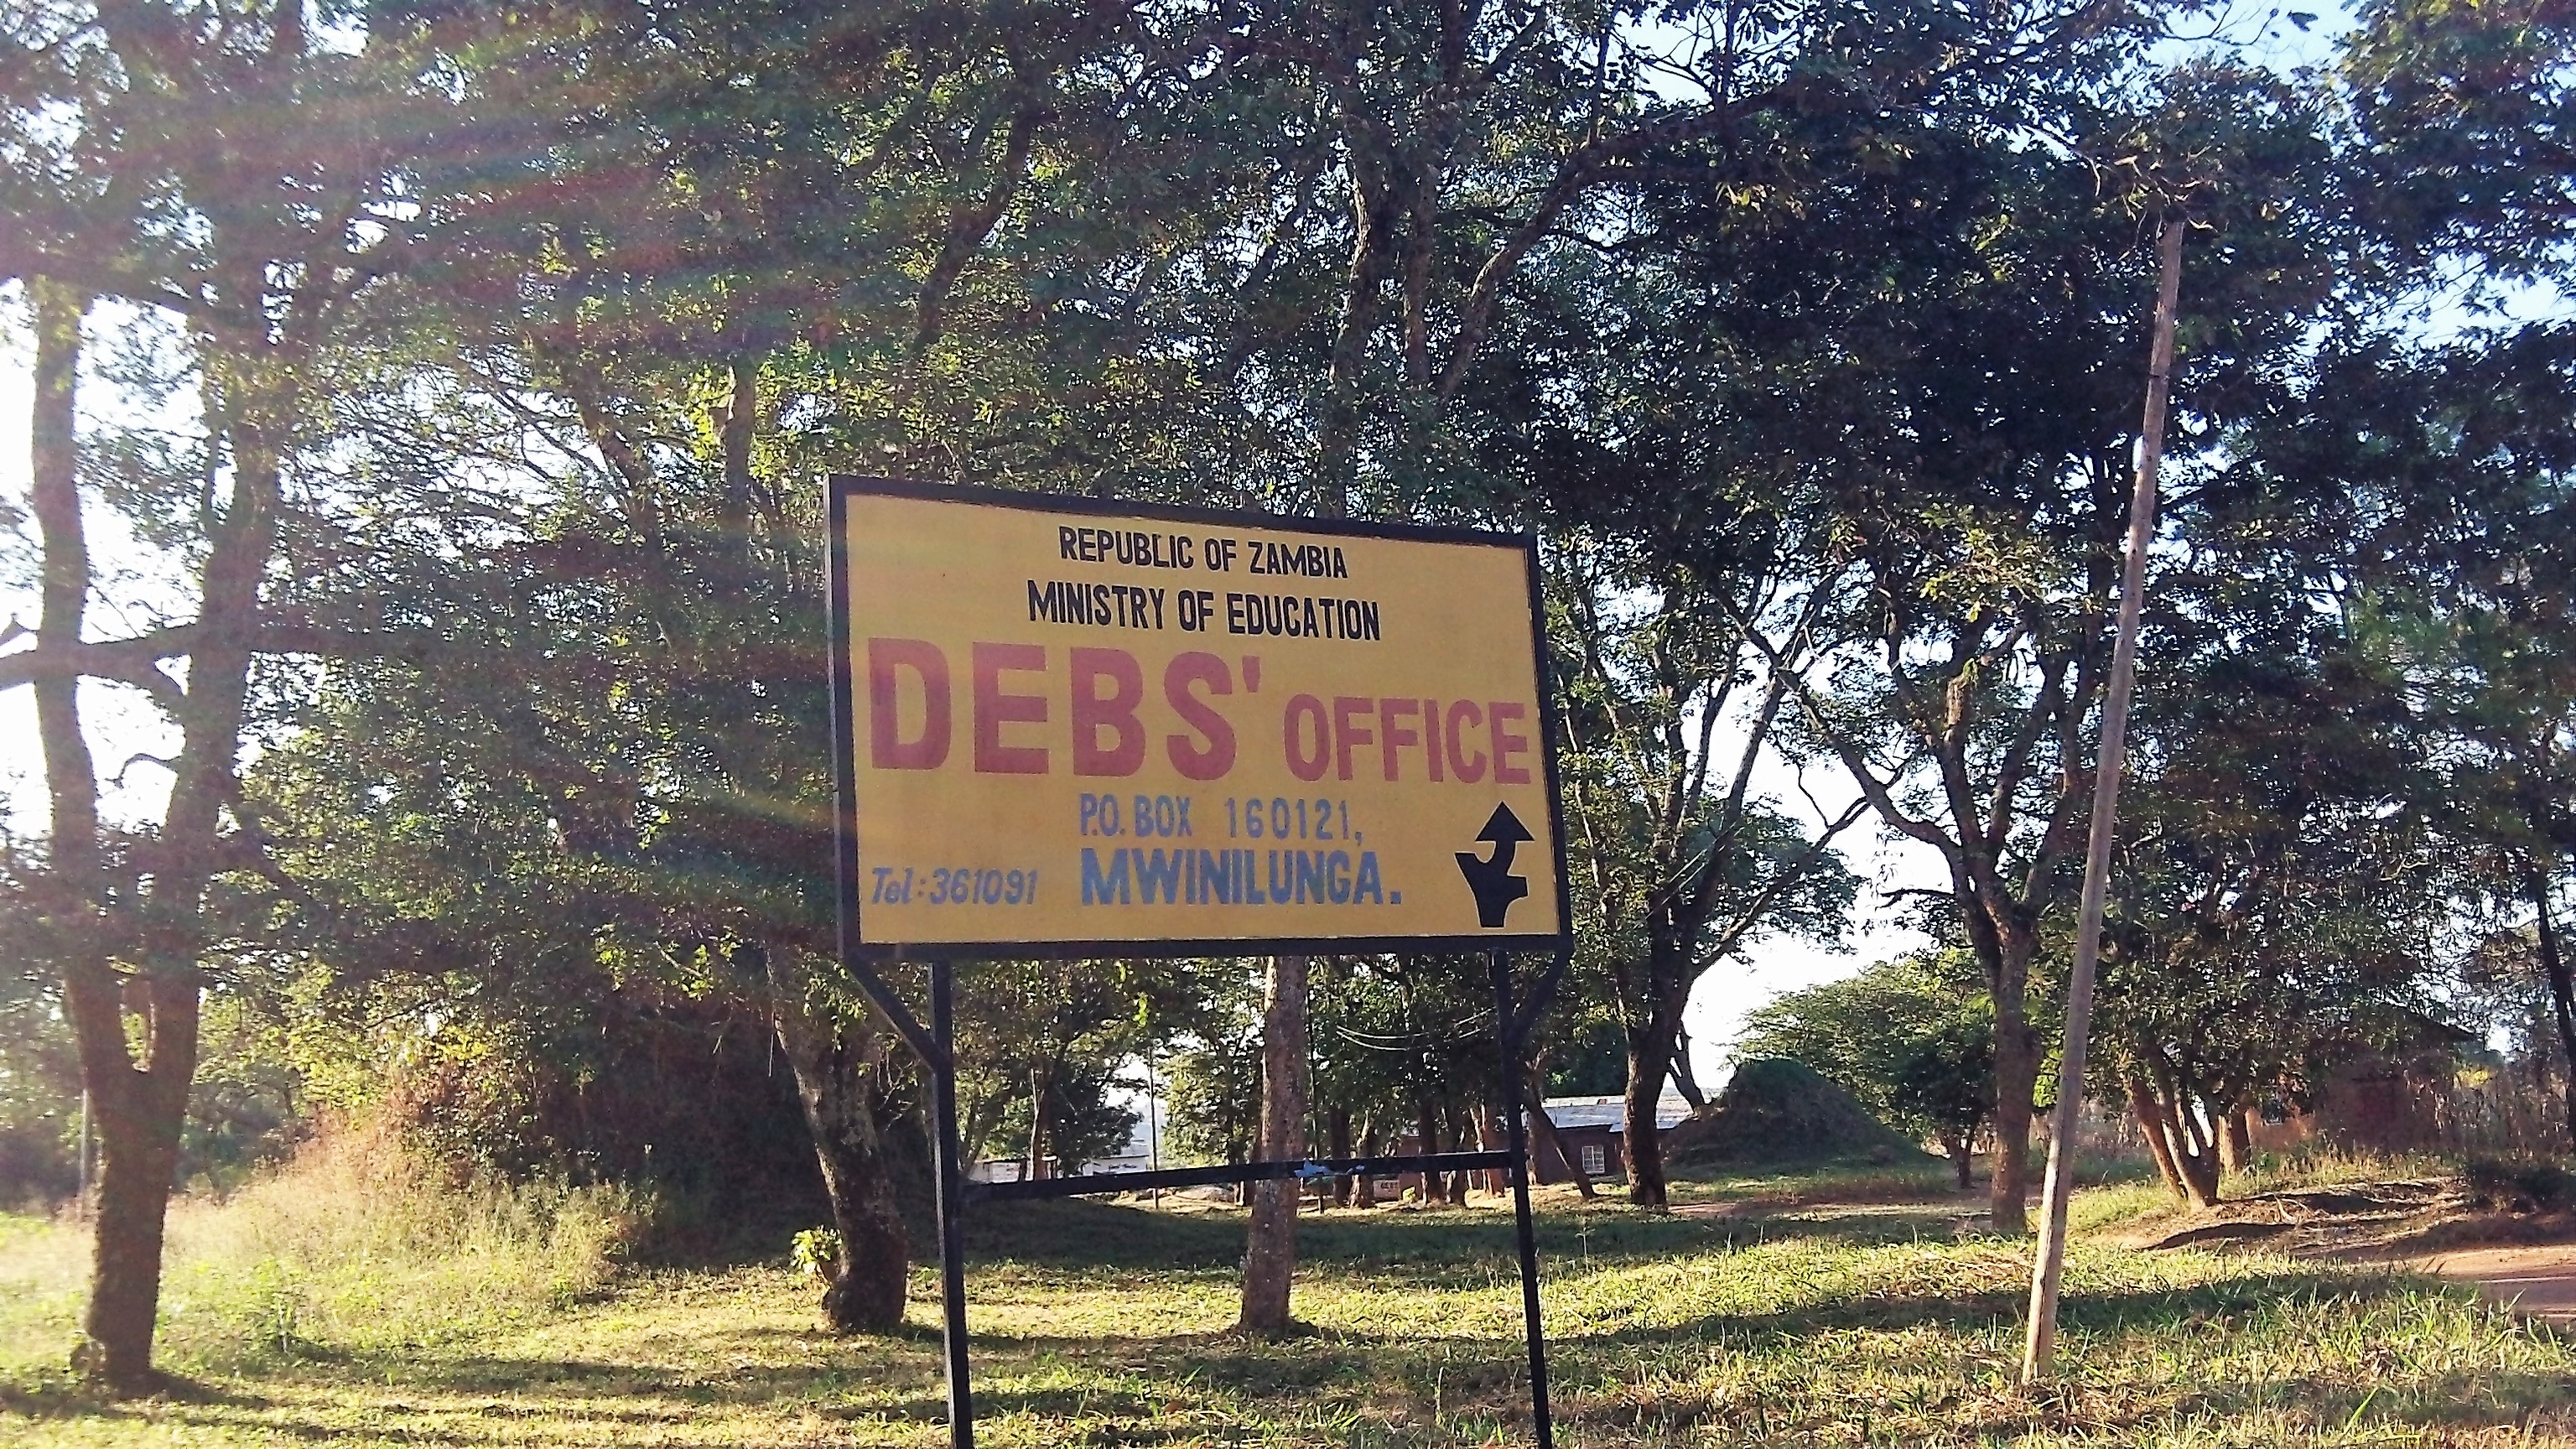 REPUBLIC OF ZAMBIA
MINISTRY OF EDUCATION
DEBS' OFFICE
P.O. BOX 160121,
Tel:361091 MWINILUNGA.